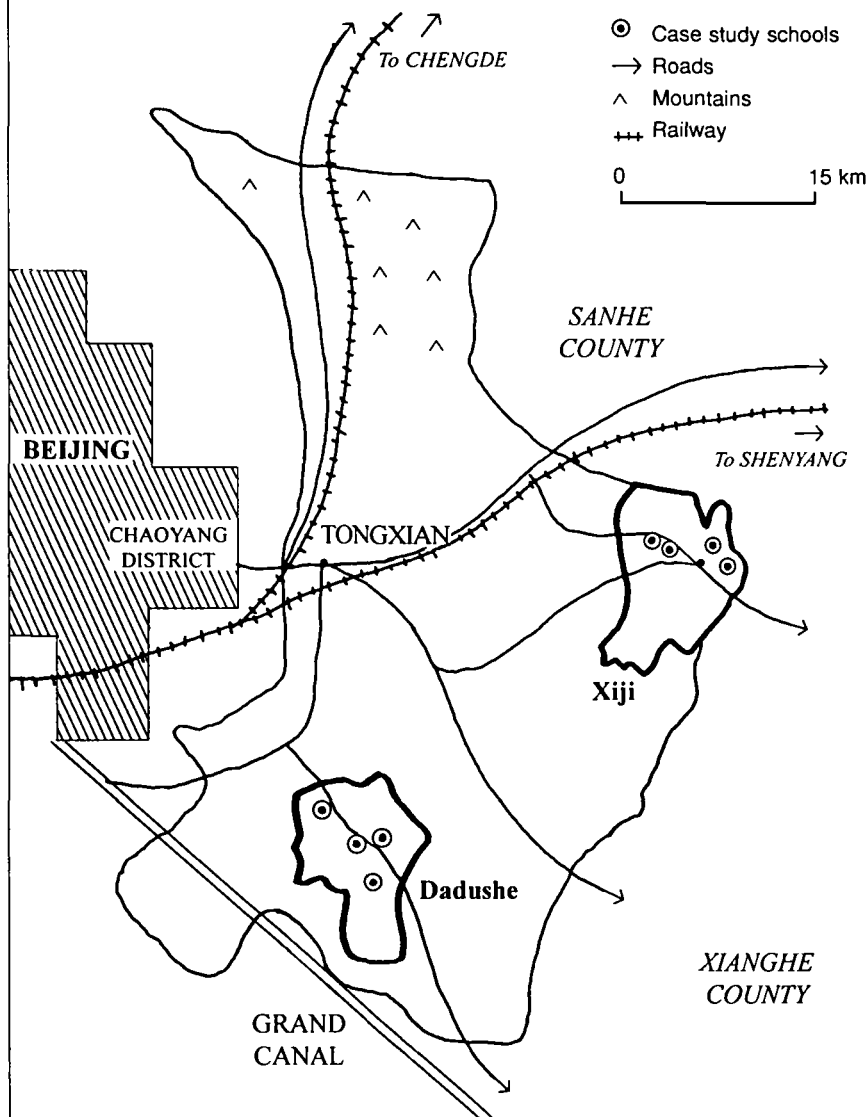 To CHENGDE
Case study schools
Roads
Mountains
Railway
0 15 km
SANHE
COUNTY
BEIJING
To SHENYANG
CHAOYANG
DISTRICT
TONGXIAN
Xiji
Dadushe
XIANGHE
COUNTY
GRAND
CANAL